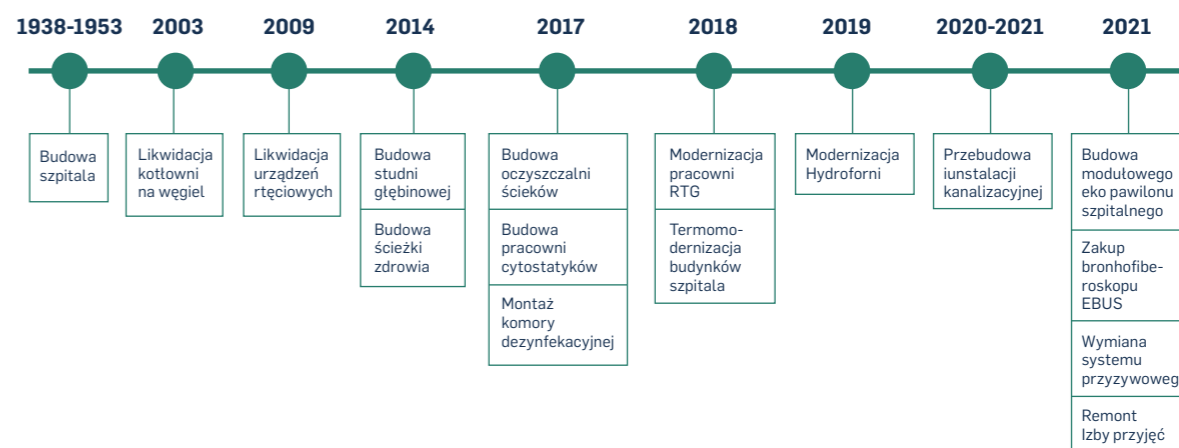 1938-1953
2003
2009
2014
2017
2018
2019
2020-2021
2021
Budowa
szpitala
Likwidacja
kotłowni
na węgiel
Likwidacja
urządzeń
rtęciowych
Budowa
studni
głębinowej
Budowa
ścieżki
zdrowia
Budowa
oczyszczalni
ścieków
Budowa
pracowni
cytostatyków
Montaż
komory
dezynfekacyjnej
Modernizacja
pracowni
RTG
Termomo-
dernizacja
budynków
szpitala
Modernizacja
Hydroforni
Przebudowa
iunstalacji
kanalizacyjnej
Budowa
modułowego
eko pawilonu
szpitalnego
Zakup
bronhofibe-
roskopu
EBUS
Wymiana
systemu
przyzywoweg
Remont
Izby przyjęć